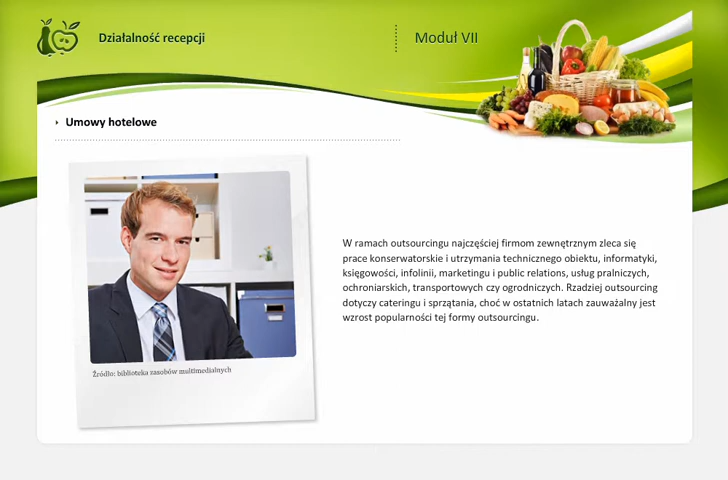 Działalność recepcji
Moduł VII
Umowy hotelowe
W ramach outsourcingu najczęściej firmom zewnętrznym zleca się
prace konserwatorskie i utrzymania technicznego obiektu, informatyki,
księgowości, infolinii, marketingu i public relations, usług pralniczych,
ochroniarskich, transportowych czy ogrodniczych. Rzadziej outsourcing
dotyczy cateringu i sprzątania, choć w ostatnich latach zauważalny jest
wzrost popularności tej formy outsourcingu.
Źródło: biblioteka zasobów multimedialnych